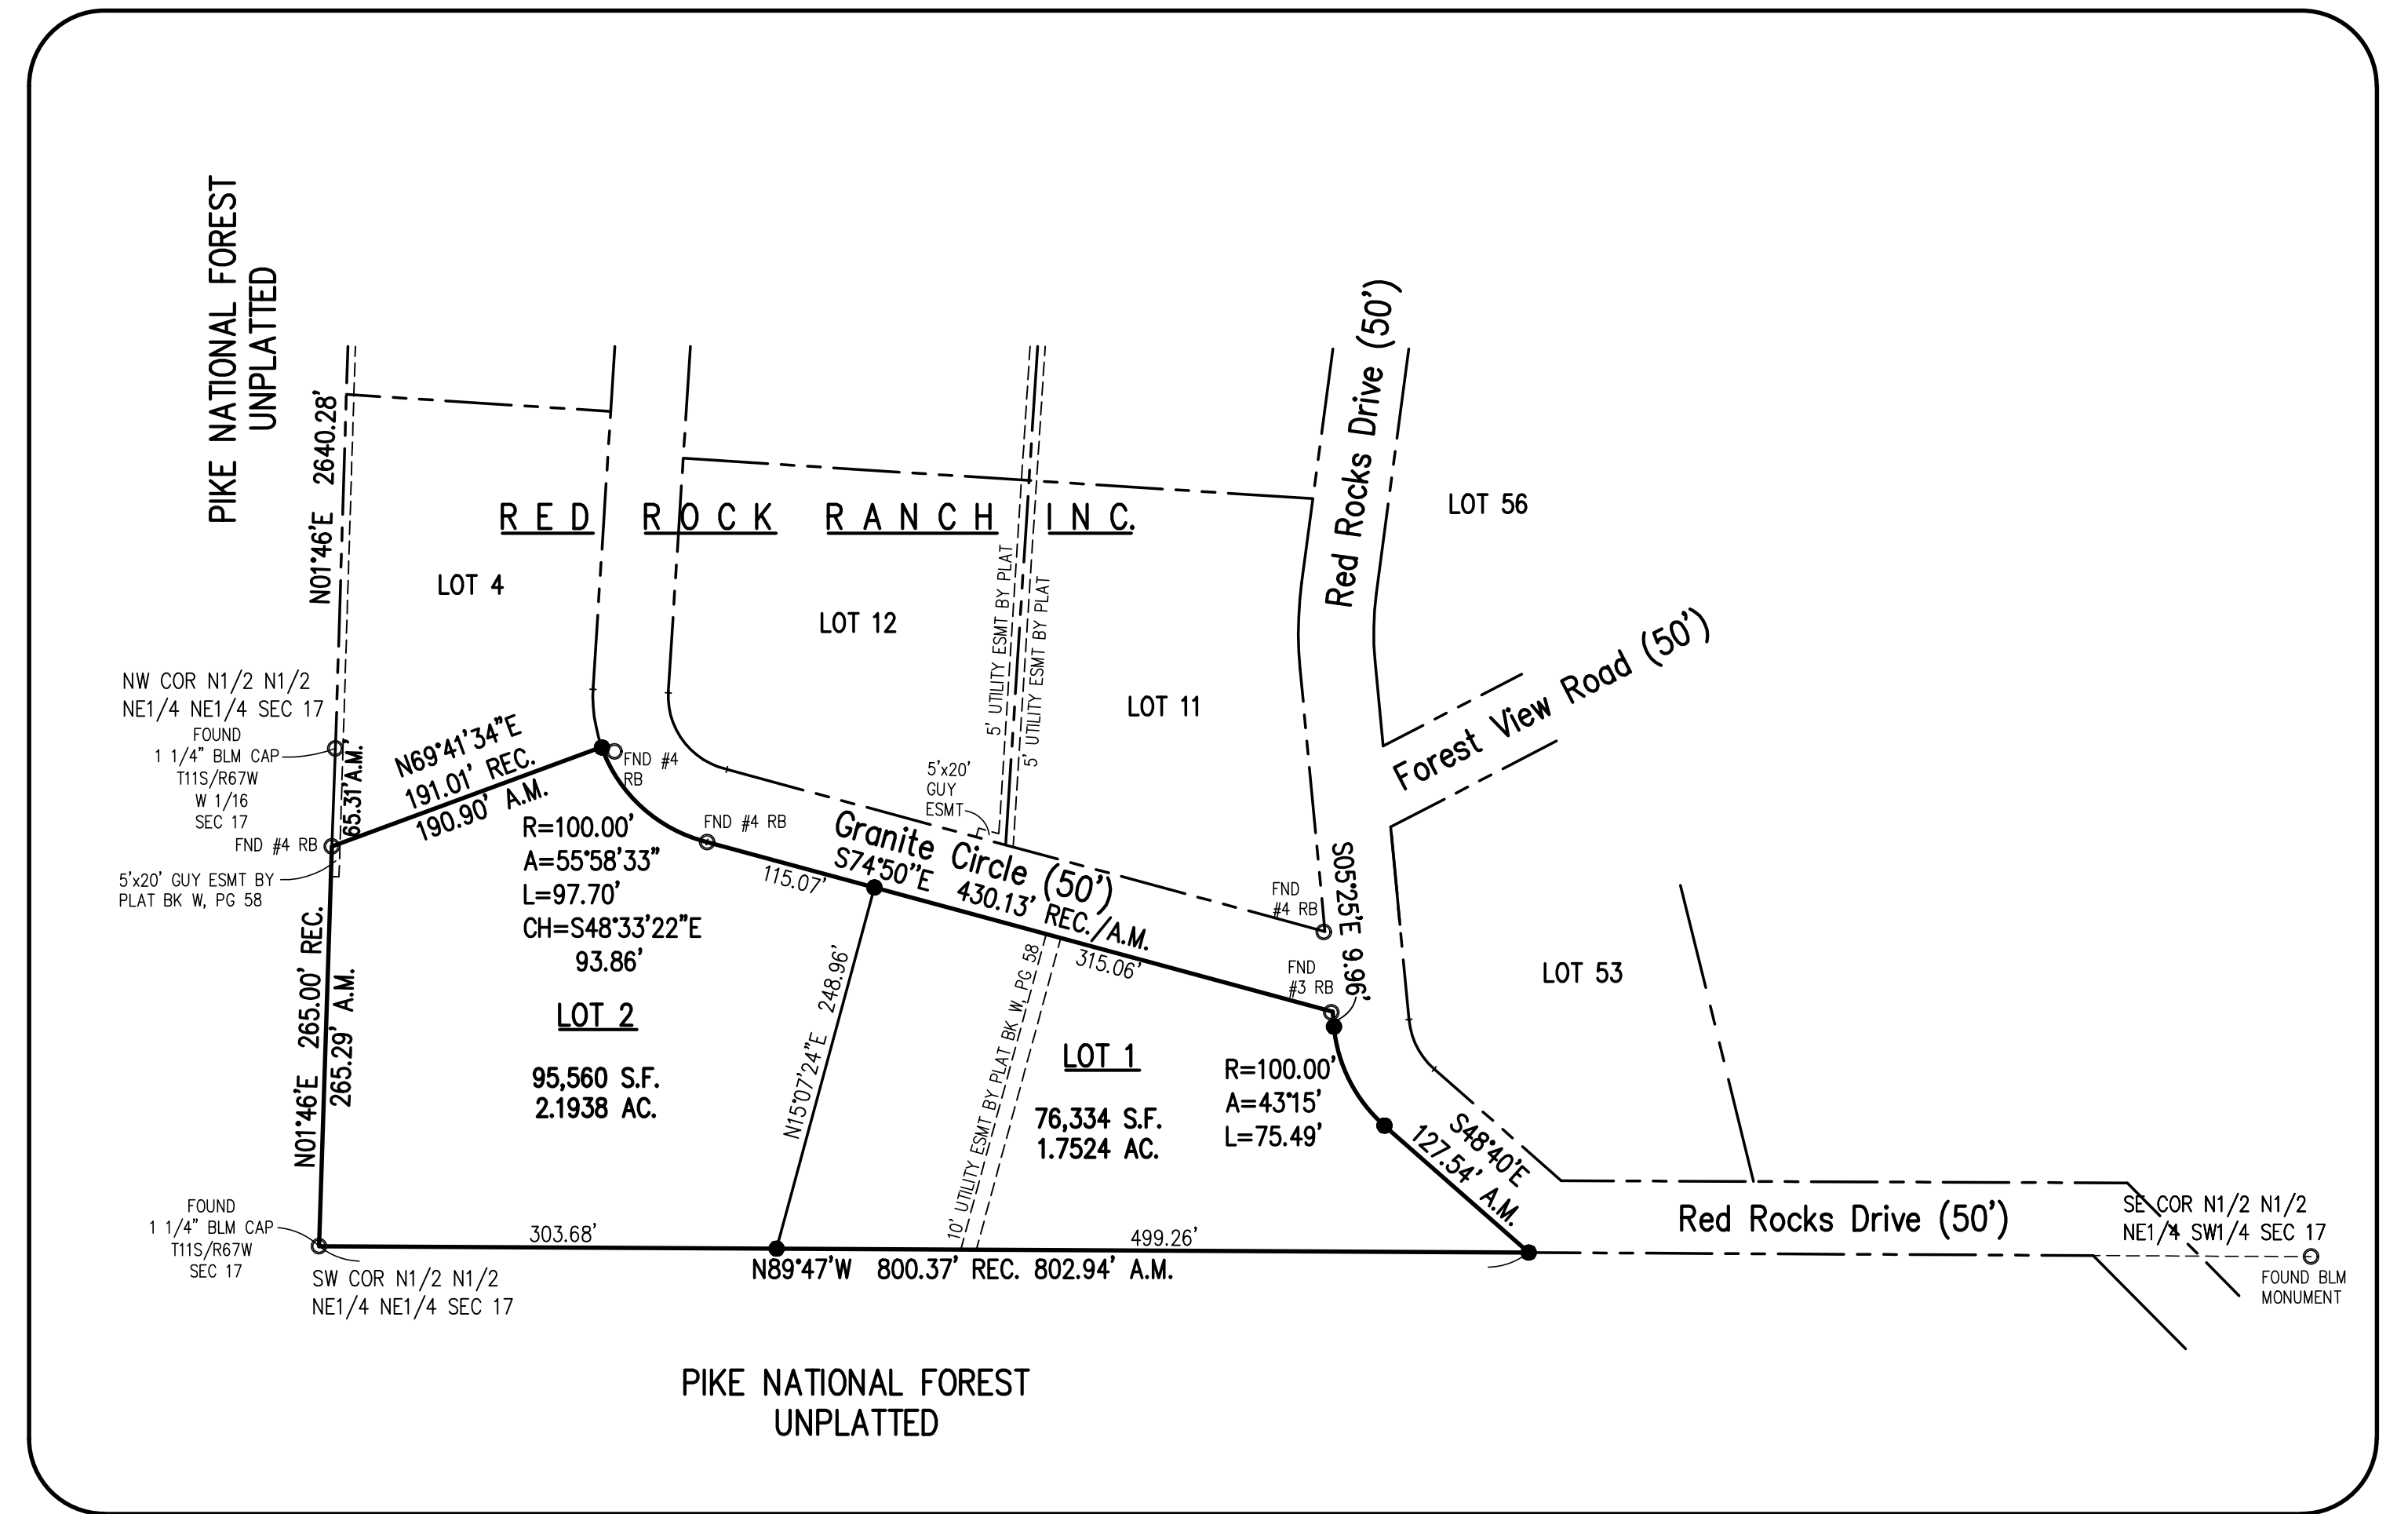 PIKE NATIONAL FOREST
UNPLATTED
N01°46'E 2640.28'
Red Rocks Drive (50')
LOT 56
RED ROCK RANCH INC.
LOT 4
LOT 12
5' UTILITY ESMT BY PLAT
5' UTILITY ESMT BY PLAT
LOT 11
Forest View Road (50')
NW COR N1/2 N1/2
NE1/4 NE1/4 SEC 17
FOUND
1 1/4" BLM CAP
T11S/R67W
W 1/16
SEC 17
65.31' A.M.
N69°41'34"E
191.01' REC.
190.90' A.M.
FND #4
RB
FND #4 RB
5'x20' GUY ESMT BY
PLAT BK W, PG 58
R=100.00'
A=55°58'33"
L=97.70'
CH=S48°33'22"E
93.86'
FND #4 RB
5'x20'
GUY
ESMT
Granite Circle (50')
S74°50"E 430.13' REC./A.M.
115.07'
315.06'
FND
#4 RB
S05°25'E 9.96'
FND
#3 RB
LOT 53
N01°46'E 265.00' REC.
265.29' A.M.
LOT 2
95,560 S.F.
2.1938 AC.
N15°07'24"E 248.96'
10' UTILITY ESMT BY PLAT BK W, PG 58
LOT 1
76,334 S.F.
1.7524 AC.
R=100.00'
A=43°15'
L=75.49'
S48°40'E
127.54' A.M.
Red Rocks Drive (50')
SE COR N1/2 N1/2
NE1/4 SW1/4 SEC 17
FOUND BLM
MONUMENT
FOUND
1 1/4" BLM CAP
T11S/R67W
SEC 17
SW COR N1/2 N1/2
NE1/4 NE1/4 SEC 17
303.68'
499.26'
N89°47'W 800.37' REC. 802.94' A.M.
PIKE NATIONAL FOREST
UNPLATTED